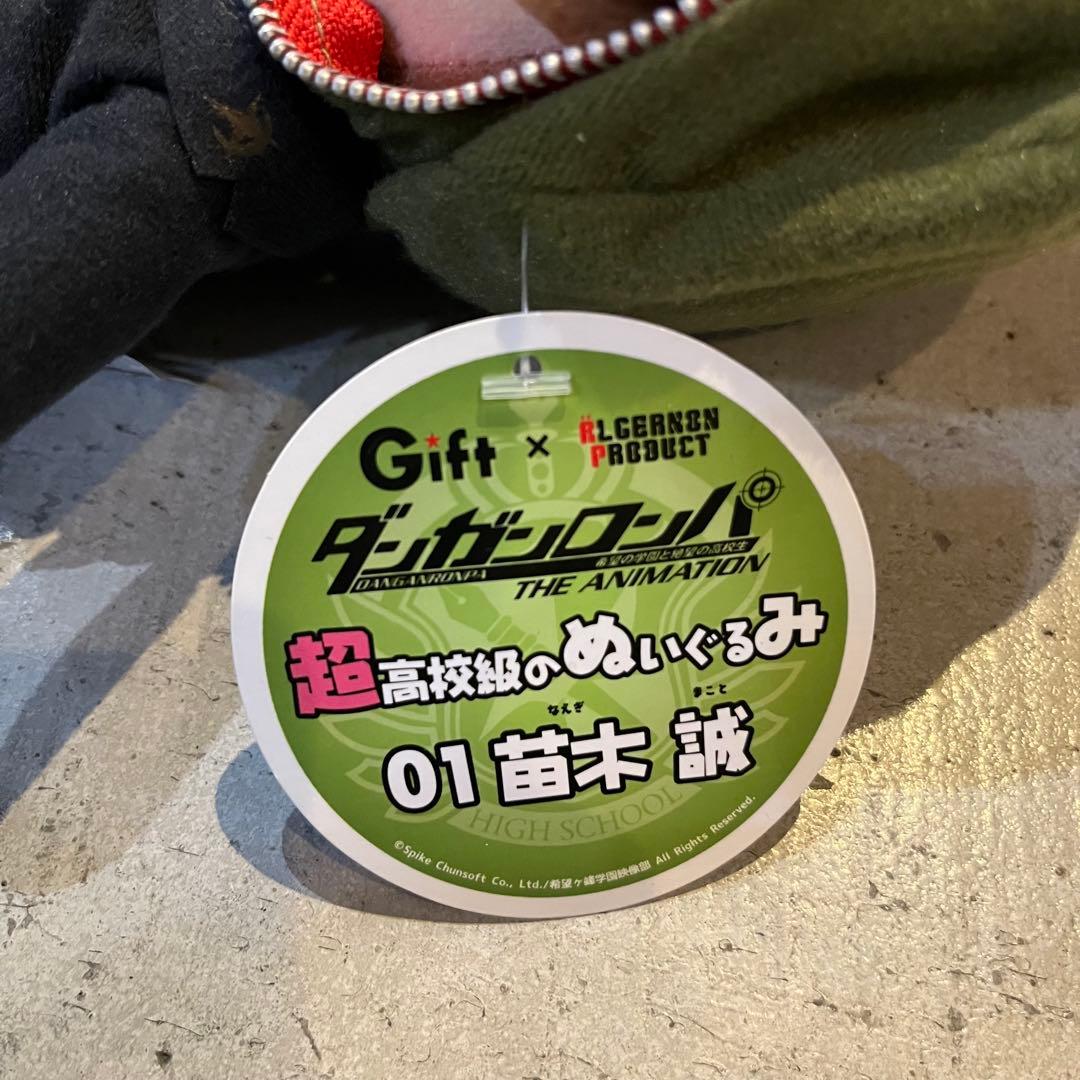 Gift × ALGERNON PRODUCT
ダンガンロンパ
希望の学園と絶望の高校生
DANGANRONPA
THE ANIMATION
超高校級のぬいぐるみ
なえぎ まこと
01 苗木 誠
HIGH SCHOOL
©Spike Chunsoft Co., Ltd./希望ヶ峰学園映像部 All Rights Reserved.